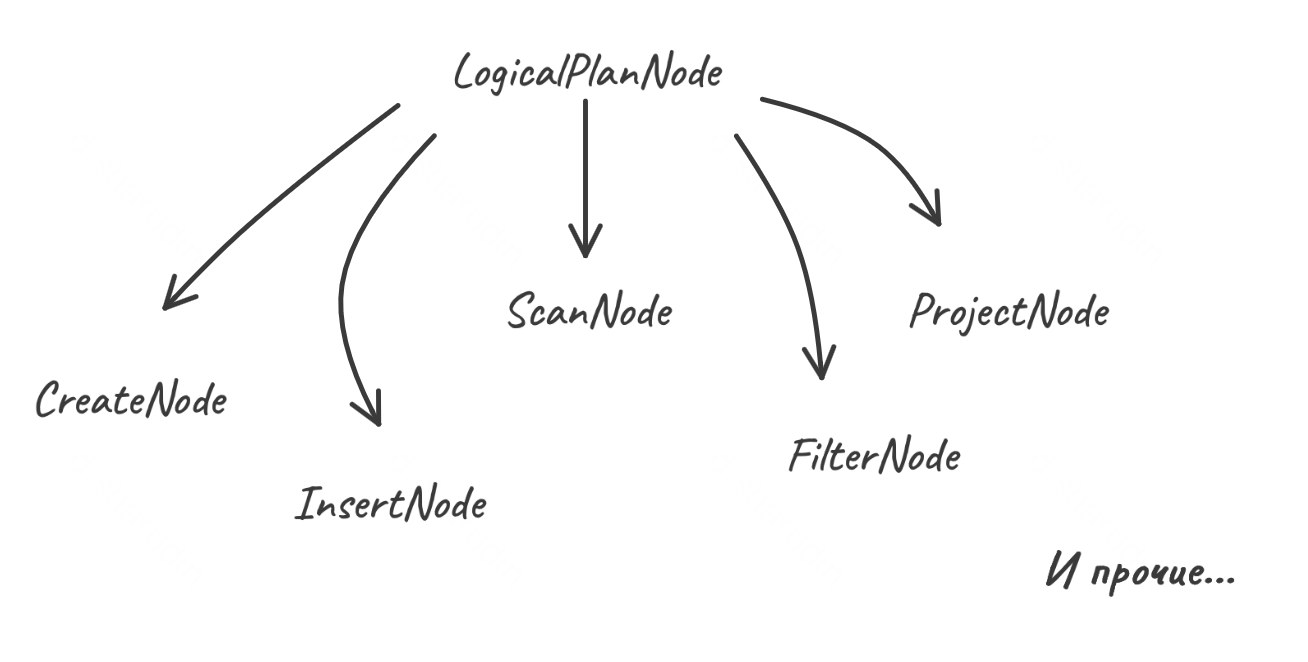 LogicalPlanNode
ScanNode
ProjectNode
CreateNode
FilterNode
InsertNode
И прочие...